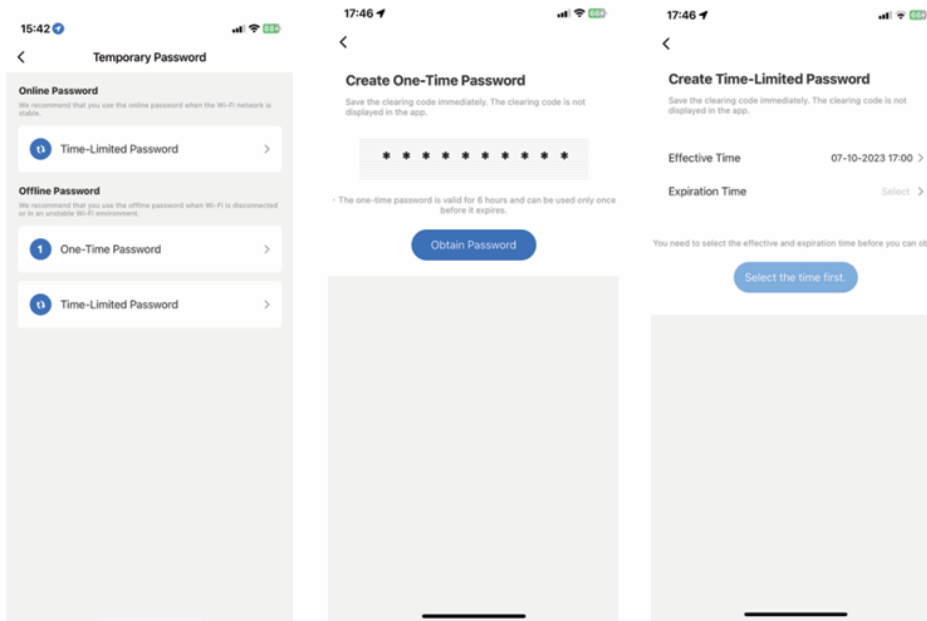 15:42
88
Temporary Password
Online Password
We recommend that you use the online password when the Wi-Fi network is
stable.
Time-Limited Password
Offline Password
We recommend that you use the offline password when Wi-Fi is disconnected
or in an unstable Wi-Fi environment.
1
One-Time Password
Time-Limited Password
17:46
66
Create One-Time Password
Save the clearing code immediately. The clearing code is not
displayed in the app.
* * * * * * * * * *
· The one-time password is valid for 6 hours and can be used only once
before it expires.
Obtain Password
17:46
66
Create Time-Limited Password
Save the clearing code immediately. The clearing code is not
displayed in the app.
Effective Time 07-10-2023 17:00
Expiration Time Select
You need to select the effective and expiration time before you can ob
Select the time first.